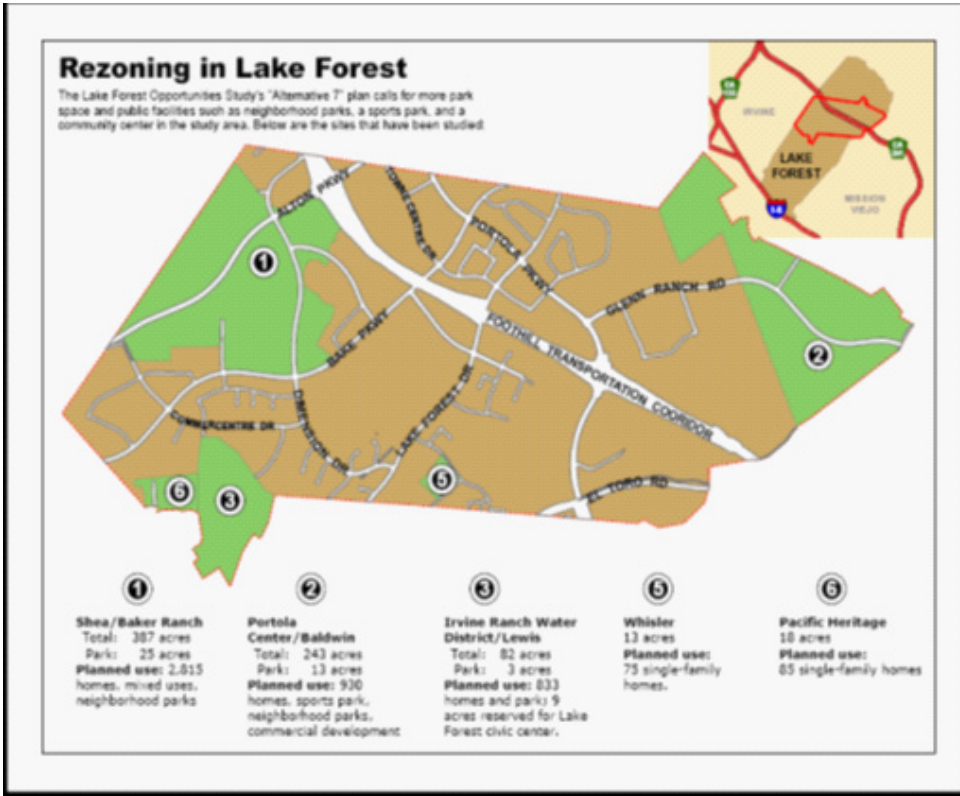 Rezoning in Lake Forest
The Lake Forest Opportunities Study's "Alternative 7" plan calls for more park
space and public facilities such as neighborhood parks, a sports park, and a
community center in the study area. Below are the sites that have been studied:
IRVINE
LAKE
FOREST
MISSION
VIEJO
ALTON PKWY
TOWNE CENTRE DR
PORTOLA PKWY
GLENN RANCH RD
1
BAKE PKWY
FOOTHILL TRANSPORTATION COORIDOR
2
COMMERCENTRE DR
DIMENSION DR
LAKE FOREST DR
5
EL TORO RD
6
3
1
2
3
5
6
Shea/Baker Ranch
Total: 387 acres
Park: 25 acres
Planned use: 2,815
homes, mixed uses,
neighborhood parks
Portola
Center/Baldwin
Total: 243 acres
Park: 13 acres
Planned use: 930
homes, sports park,
neighborhood parks,
commercial development
Irvine Ranch Water
District/Lewis
Total: 82 acres
Park: 3 acres
Planned use: 833
homes and park; 9
acres reserved for Lake
Forest civic center.
Whisler
13 acres
Planned use:
75 single-family
homes.
Pacific Heritage
18 acres
Planned use:
85 single-family homes